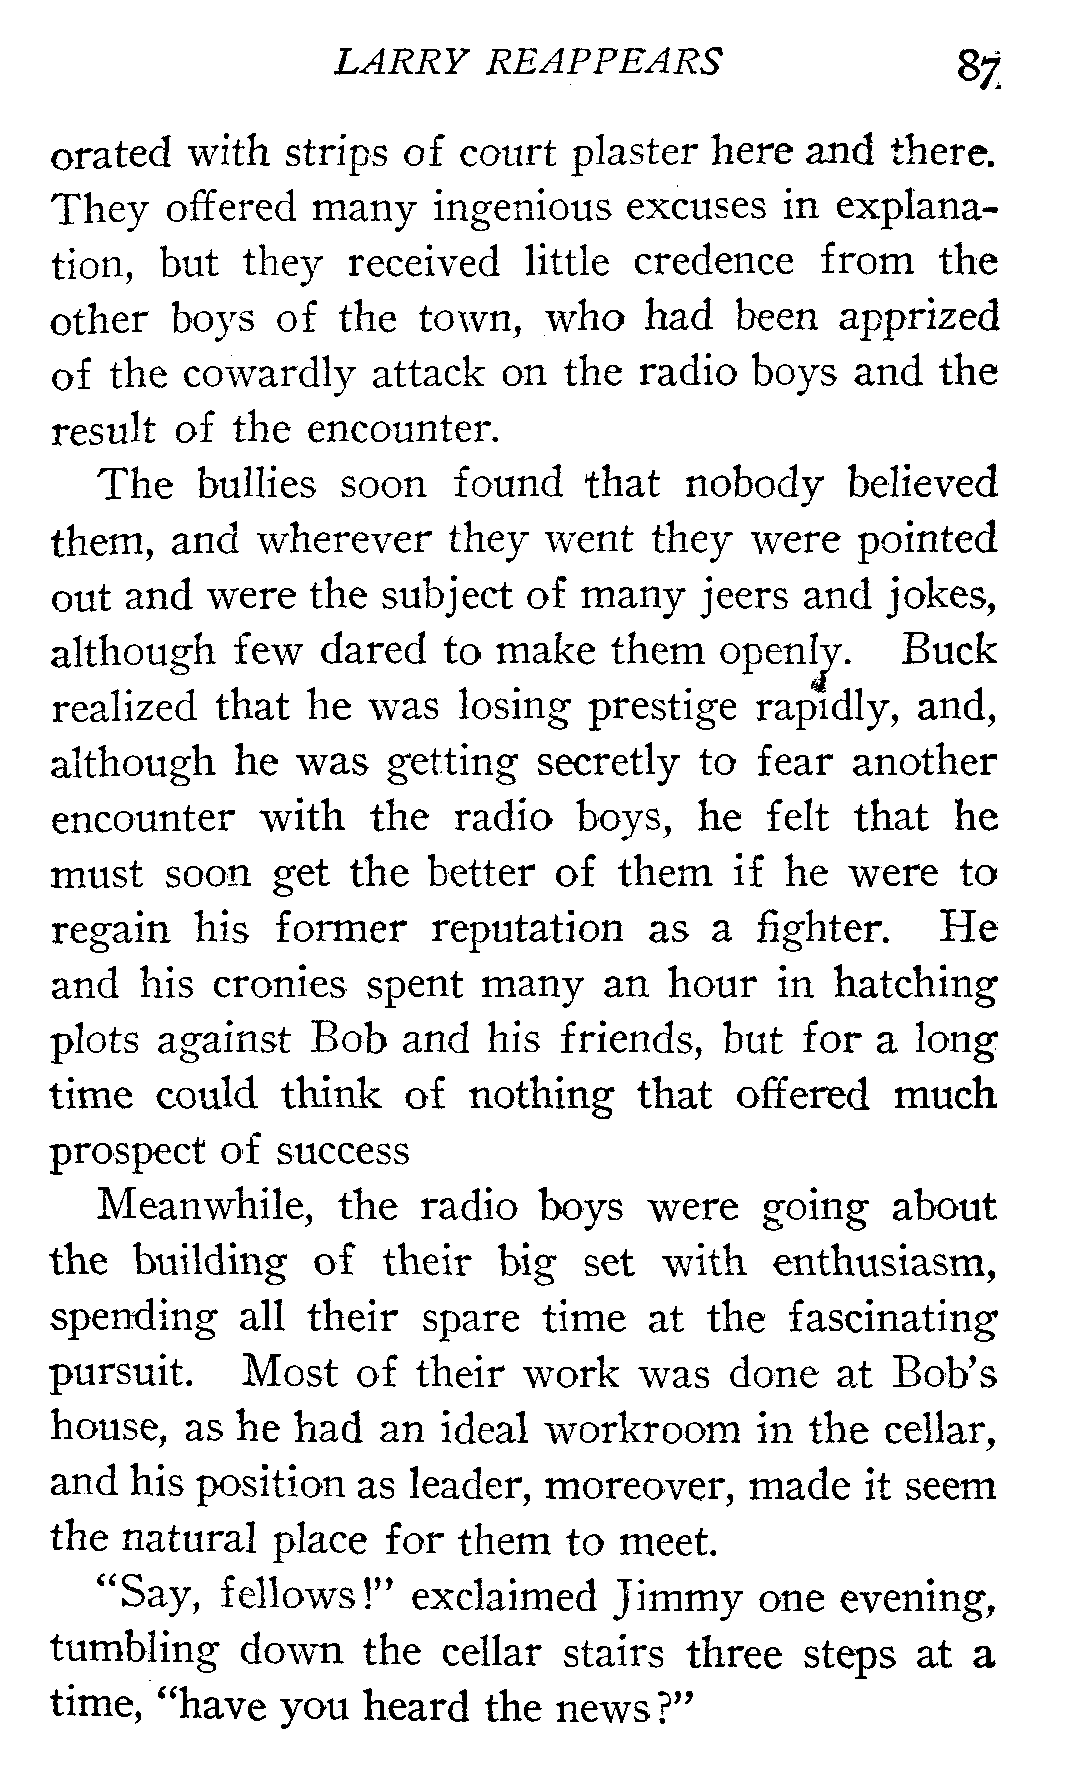 LARRY REAPPEARS 87
orated with strips of court plaster here and there.
They offered many ingenious excuses in explana-
tion, but they received little credence from the
other boys of the town, who had been apprized
of the cowardly attack on the radio boys and the
result of the encounter.
The bullies soon found that nobody believed
them, and wherever they went they were pointed
out and were the subject of many jeers and jokes,
although few dared to make them openly. Buck
realized that he was losing prestige rapidly, and,
although he was getting secretly to fear another
encounter with the radio boys, he felt that he
must soon get the better of them if he were to
regain his former reputation as a fighter. He
and his cronies spent many an hour in hatching
plots against Bob and his friends, but for a long
time could think of nothing that offered much
prospect of success
Meanwhile, the radio boys were going about
the building of their big set with enthusiasm,
spending all their spare time at the fascinating
pursuit. Most of their work was done at Bob's
house, as he had an ideal workroom in the cellar,
and his position as leader, moreover, made it seem
the natural place for them to meet.
"Say, fellows!" exclaimed Jimmy one evening,
tumbling down the cellar stairs three steps at a
time, "have you heard the news?"